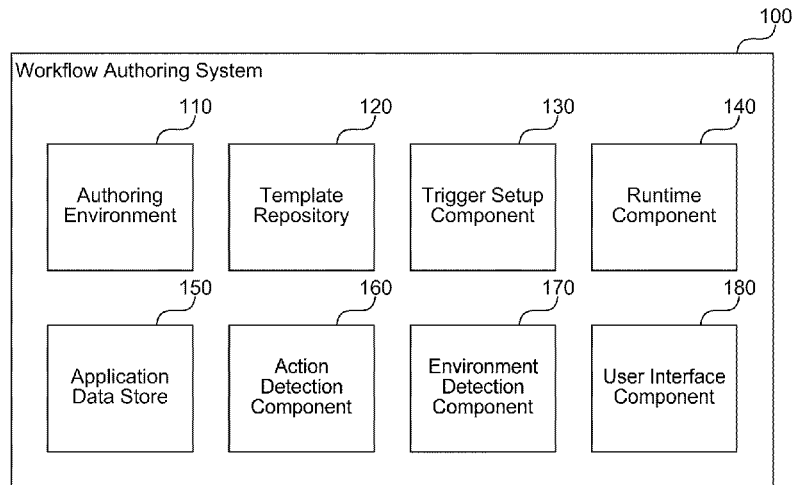 100
Workflow Authoring System
110
120
130
140
Authoring
Environment
Template
Repository
Trigger Setup
Component
Runtime
Component
150
160
170
180
Application
Data Store
Action
Detection
Component
Environment
Detection
Component
User Interface
Component